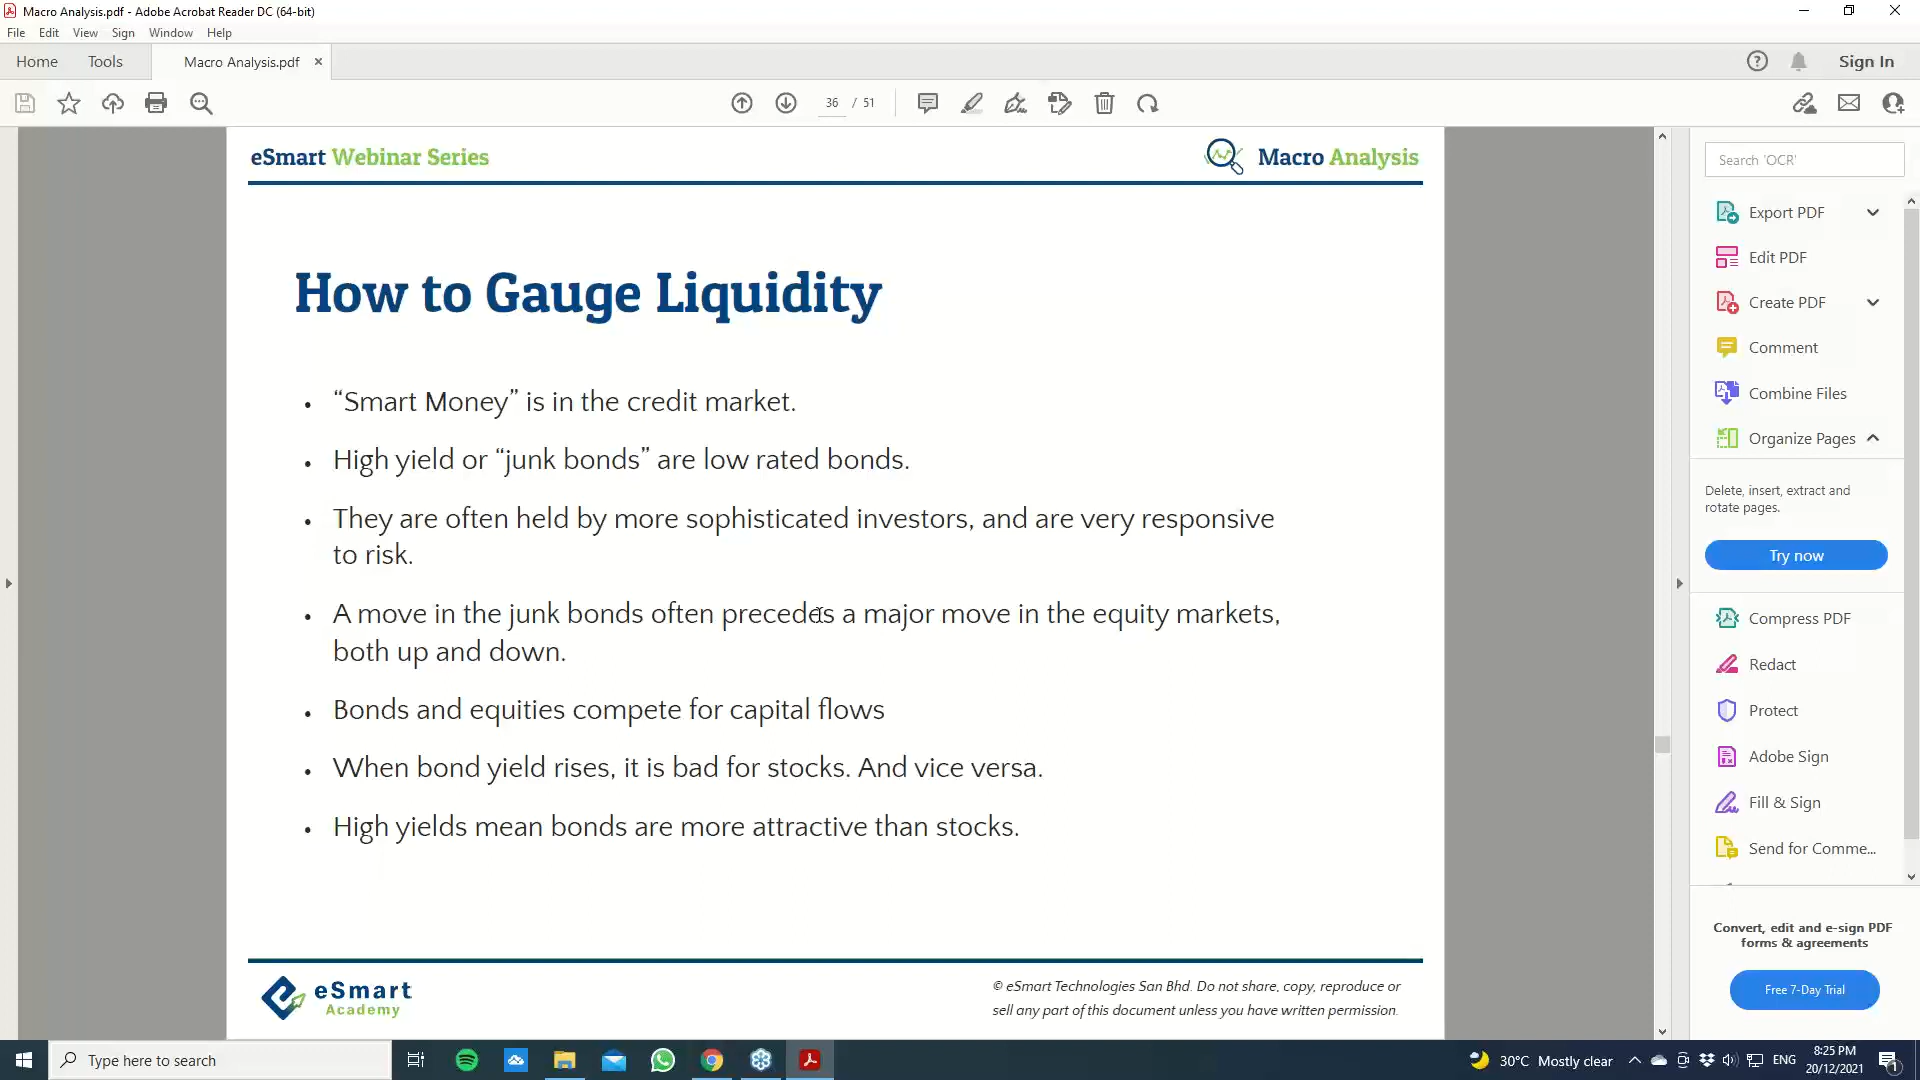 Macro Analysis.pdf - Adobe Acrobat Reader DC (64-bit)
File Edit View Sign Window Help
Home Tools Macro Analysis.pdf × Sign In
36 / 51
eSmart Webinar Series Macro Analysis
How to Gauge Liquidity
• “Smart Money” is in the credit market.
• High yield or “junk bonds” are low rated bonds.
• They are often held by more sophisticated investors, and are very responsive
to risk.
• A move in the junk bonds often precedes a major move in the equity markets,
both up and down.
• Bonds and equities compete for capital flows
• When bond yield rises, it is bad for stocks. And vice versa.
• High yields mean bonds are more attractive than stocks.
eSmart
Academy
© eSmart Technologies San Bhd. Do not share, copy, reproduce or
sell any part of this document unless you have written permission.
Search 'OCR'
Export PDF
Edit PDF
Create PDF
Comment
Combine Files
Organize Pages
Delete, insert, extract and
rotate pages.
Try now
Compress PDF
Redact
Protect
Adobe Sign
Fill & Sign
Send for Comme...
Convert, edit and e-sign PDF
forms & agreements
Free 7-Day Trial
Type here to search
30°C Mostly clear
ENG
8:25 PM
20/12/2021
1